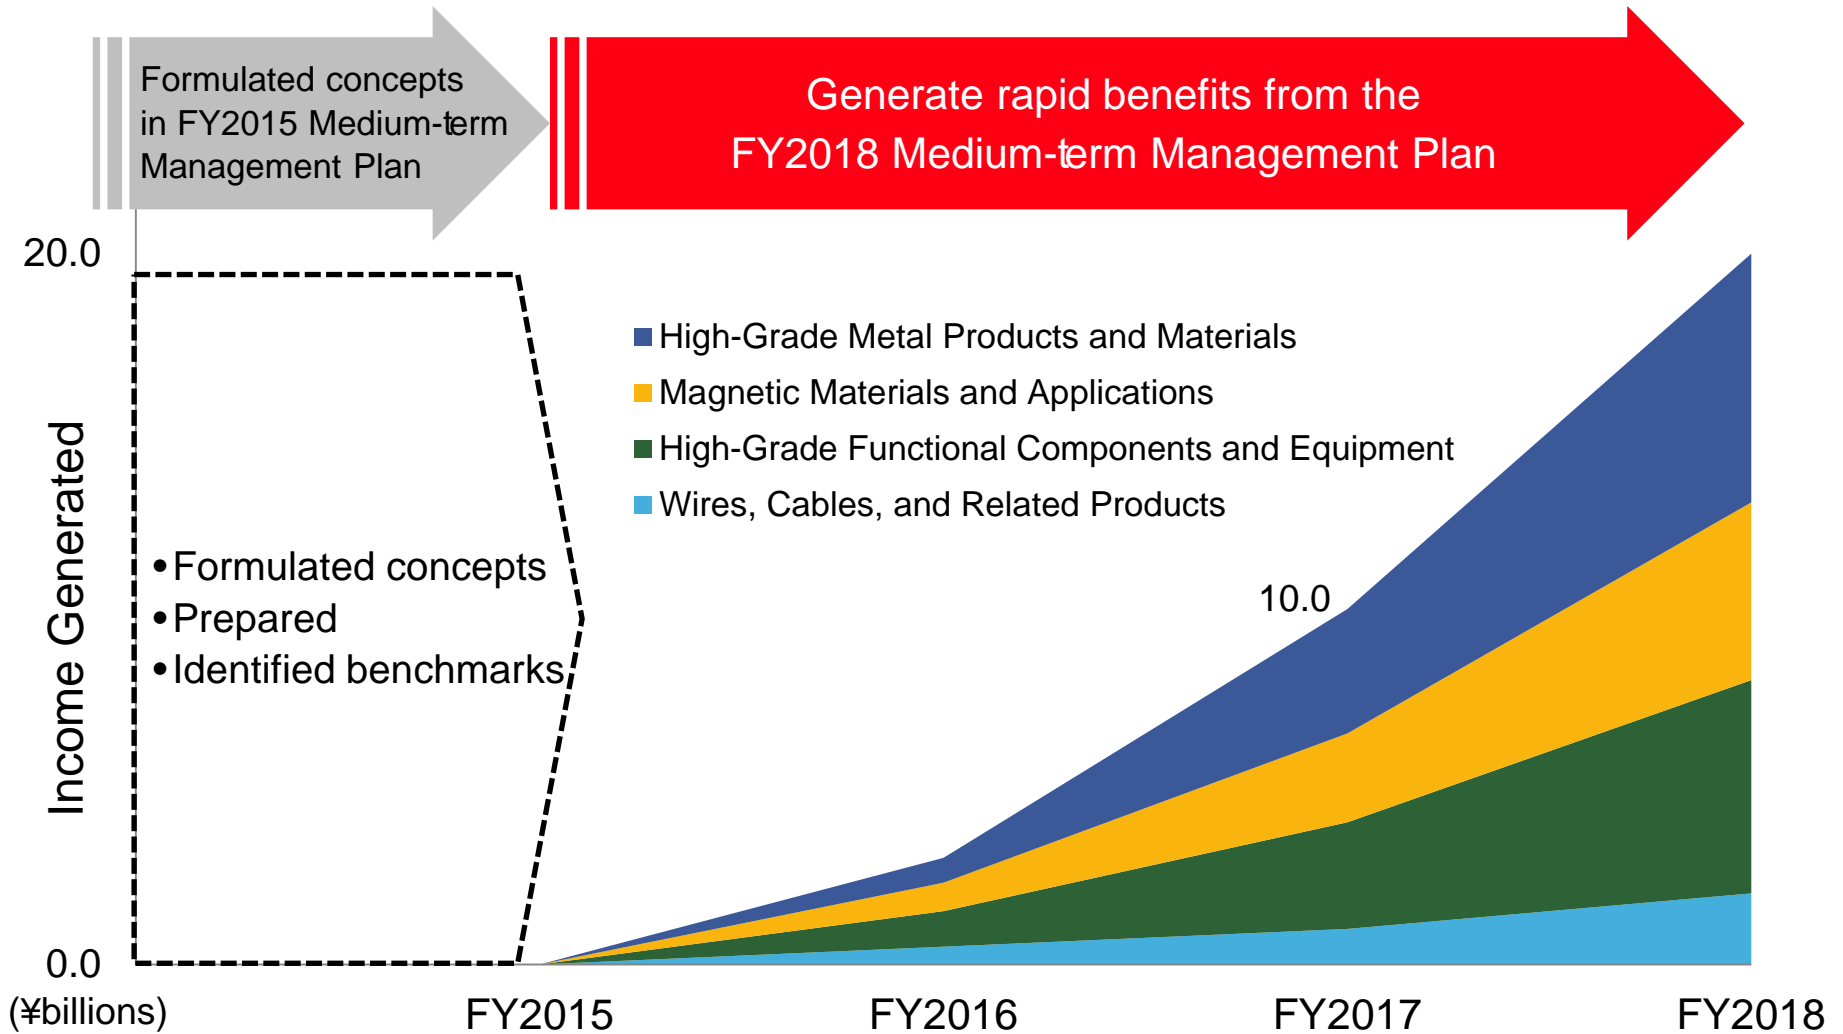 Formulated concepts
in FY2015 Medium-term
Management Plan
Generate rapid benefits from the
FY2018 Medium-term Management Plan
20.0
High-Grade Metal Products and Materials
Magnetic Materials and Applications
High-Grade Functional Components and Equipment
Wires, Cables, and Related Products
Income Generated
•Formulated concepts
•Prepared
•Identified benchmarks
10.0
0.0
(¥billions)
FY2015
FY2016
FY2017
FY2018